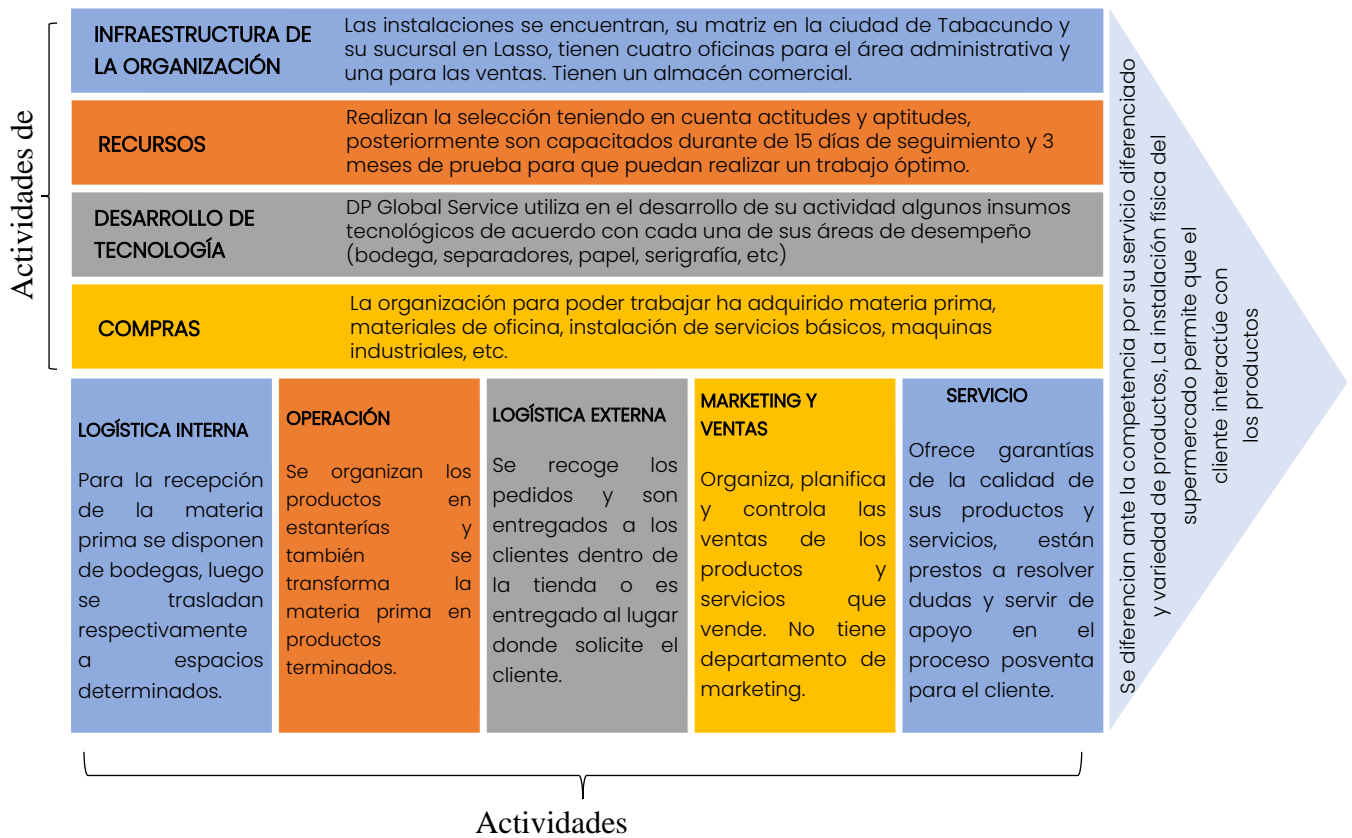 Actividades de
INFRAESTRUCTURA DE
LA ORGANIZACIÓN
Las instalaciones se encuentran, su matriz en la ciudad de Tabacundo y
su sucursal en Lasso, tienen cuatro oficinas para el área administrativa y
una para las ventas. Tienen un almacén comercial.
RECURSOS
Realizan la selección teniendo en cuenta actitudes y aptitudes,
posteriormente son capacitados durante de 15 días de seguimiento y 3
meses de prueba para que puedan realizar un trabajo óptimo.
DESARROLLO DE
TECNOLOGÍA
DP Global Service utiliza en el desarrollo de su actividad algunos insumos
tecnológicos de acuerdo con cada una de sus áreas de desempeño
(bodega, separadores, papel, serigrafía, etc)
COMPRAS
La organización para poder trabajar ha adquirido materia prima,
materiales de oficina, instalación de servicios básicos, maquinas
industriales, etc.
LOGÍSTICA INTERNA
Para la recepción
de la materia
prima se disponen
de bodegas, luego
se trasladan
respectivamente
a espacios
determinados.
OPERACIÓN
Se organizan los
productos en
estanterías y
también se
transforma la
materia prima en
productos
terminados.
LOGÍSTICA EXTERNA
Se recoge los
pedidos y son
entregados a los
clientes dentro de
la tienda o es
entregado al lugar
donde solicite el
cliente.
MARKETING Y
VENTAS
Organiza, planifica
y controla las
ventas de los
productos y
servicios que
vende. No tiene
departamento de
marketing.
SERVICIO
Ofrece garantías
de la calidad de
sus productos y
servicios, están
prestos a resolver
dudas y servir de
apoyo en el
proceso posventa
para el cliente.
Se diferencian ante la competencia por su servicio diferenciado
y variedad de productos, La instalación física del
supermercado permite que el
cliente interactúe con
los productos
Actividades